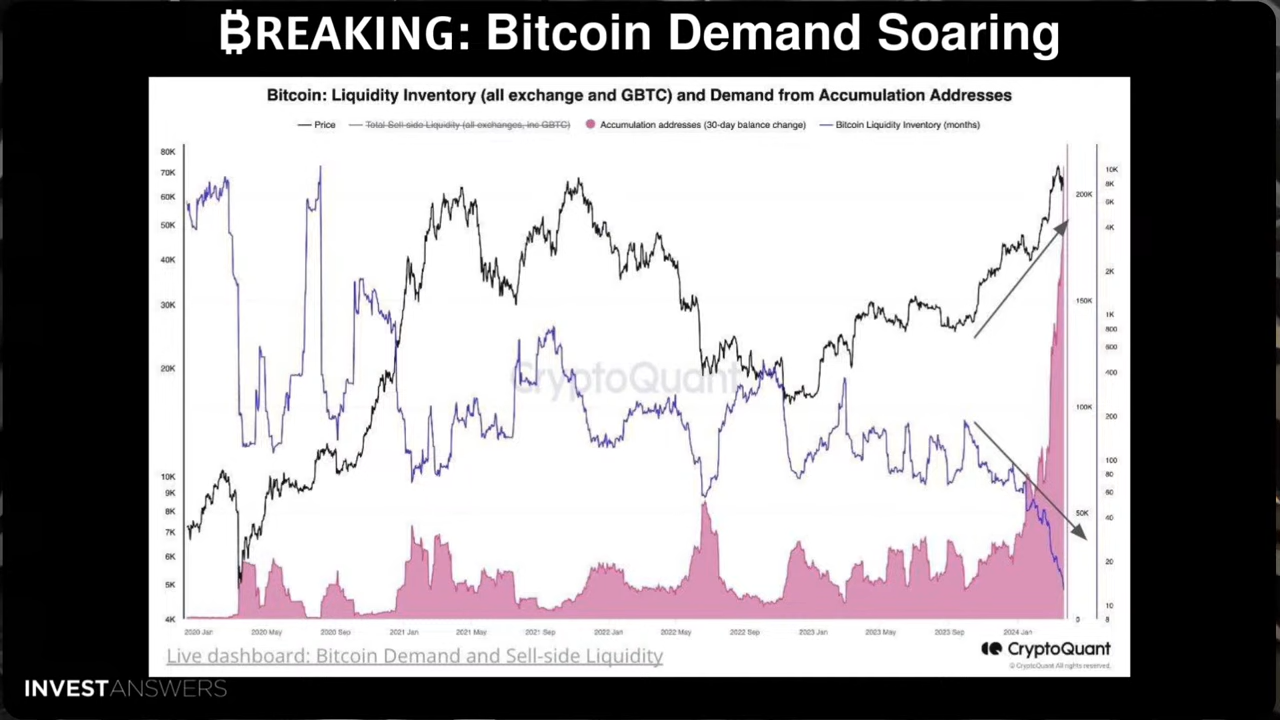 ₿REAKING: Bitcoin Demand Soaring
Bitcoin: Liquidity Inventory (all exchange and GBTC) and Demand from Accumulation Addresses
Price
Total Sell-side Liquidity (all exchanges, inc GBTC)
Accumulation addresses (30-day balance change)
Bitcoin Liquidity Inventory (months)
80K
70K
60K
50K
40K
30K
20K
10K
9K
8K
7K
6K
5K
4K
200K
150K
100K
50K
0
10K
8K
6K
4K
2K
1K
800
600
400
200
100
80
60
40
20
10
8
CryptoQuant
2020 Jan
2020 May
2020 Sep
2021 Jan
2021 May
2021 Sep
2022 Jan
2022 May
2022 Sep
2023 Jan
2023 May
2023 Sep
2024 Jan
Live dashboard: Bitcoin Demand and Sell-side Liquidity
CryptoQuant
© CryptoQuant All rights reserved.
INVESTANSWERS